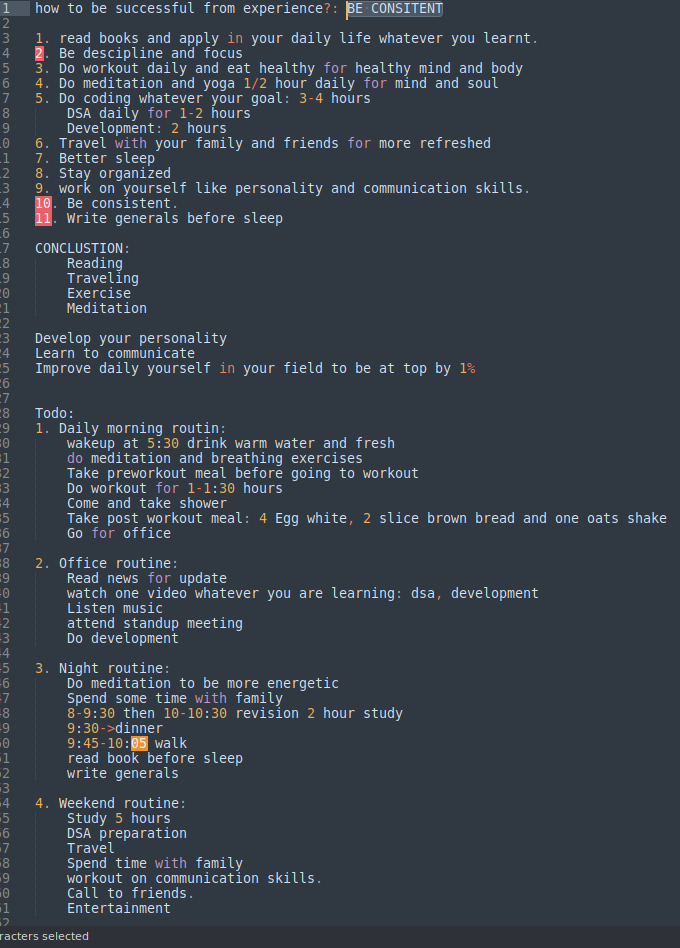 1 how to be successful from experience?: BE CONSITENT
2
3 1. read books and apply in your daily life whatever you learnt.
4 2. Be descipline and focus
5 3. Do workout daily and eat healthy for healthy mind and body
6 4. Do meditation and yoga 1/2 hour daily for mind and soul
7 5. Do coding whatever your goal: 3-4 hours
8 DSA daily for 1-2 hours
9 Development: 2 hours
0 6. Travel with your family and friends for more refreshed
1 7. Better sleep
2 8. Stay organized
3 9. work on yourself like personality and communication skills.
4 10. Be consistent.
5 11. Write generals before sleep
6
7 CONCLUSTION:
8 Reading
9 Traveling
0 Exercise
1 Meditation
2
3 Develop your personality
4 Learn to communicate
5 Improve daily yourself in your field to be at top by 1%
6
7
8 Todo:
9 1. Daily morning routin:
0 wakeup at 5:30 drink warm water and fresh
1 do meditation and breathing exercises
2 Take preworkout meal before going to workout
3 Do workout for 1-1:30 hours
4 Come and take shower
5 Take post workout meal: 4 Egg white, 2 slice brown bread and one oats shake
6 Go for office
7
8 2. Office routine:
9 Read news for update
0 watch one video whatever you are learning: dsa, development
1 Listen music
2 attend standup meeting
3 Do development
4
5 3. Night routine:
6 Do meditation to be more energetic
7 Spend some time with family
8 8-9:30 then 10-10:30 revision 2 hour study
9 9:30->dinner
0 9:45-10:05 walk
1 read book before sleep
2 write generals
3
4 4. Weekend routine:
5 Study 5 hours
6 DSA preparation
7 Travel
8 Spend time with family
9 workout on communication skills.
0 Call to friends.
1 Entertainment
2
racters selected